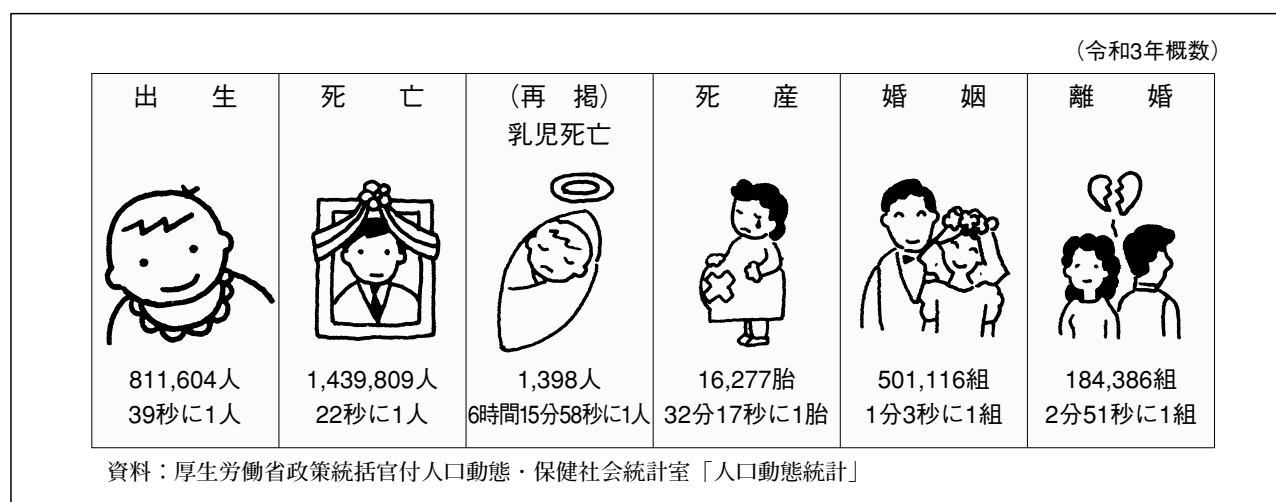 (令和3年概数)
出 生
死 亡
(再 掲)
乳児死亡
死 産
婚 姻
離 婚
811,604人
39秒に1人
1,439,809人
22秒に1人
1,398人
6時間15分58秒に1人
16,277胎
32分17秒に1胎
501,116組
1分3秒に1組
184,386組
2分51秒に1組
資料:厚生労働省政策統括官付人口動態・保健社会統計室「人口動態統計」